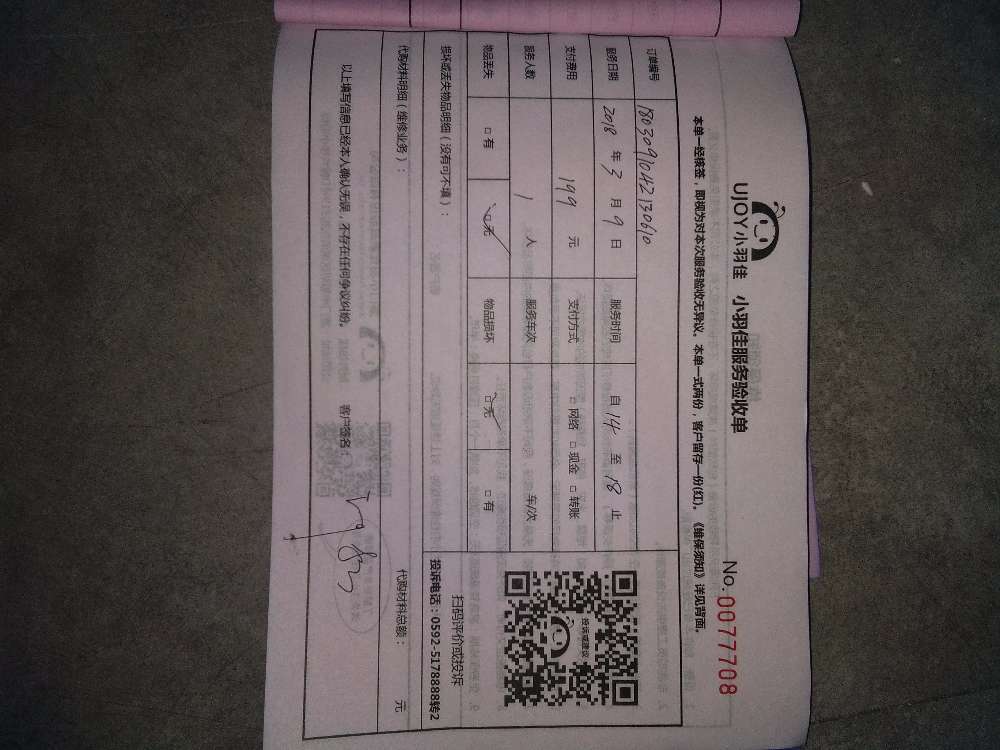 UJOY小羽佳 小羽佳服务验收单 No.0077708
本单一经核签，即视为对本次服务验收无异议。本单一式两份，客户留存一份(红)。《维保须知》详见背面。
订单编号 1803091042130610
服务日期 2018 年 3 月 9 日 服务时间 自 14 至 18 止
支付费用 199 元 支付方式 □ 网络 □ 现金 □ 转账
服务人数 1 人 服务车次 车/次
物品丢失 □ 有 □ 无 物品损坏 □ 无 □ 有
投诉或建议
扫码评价或投诉
投诉电话：0592-5178888转2
损坏或丢失物品明细（没有可不填）：
代购材料明细（维修业务）： 代购材料总额： 元
以上填写信息已经本人确认无误，不存在任何争议纠纷。 客户签名：